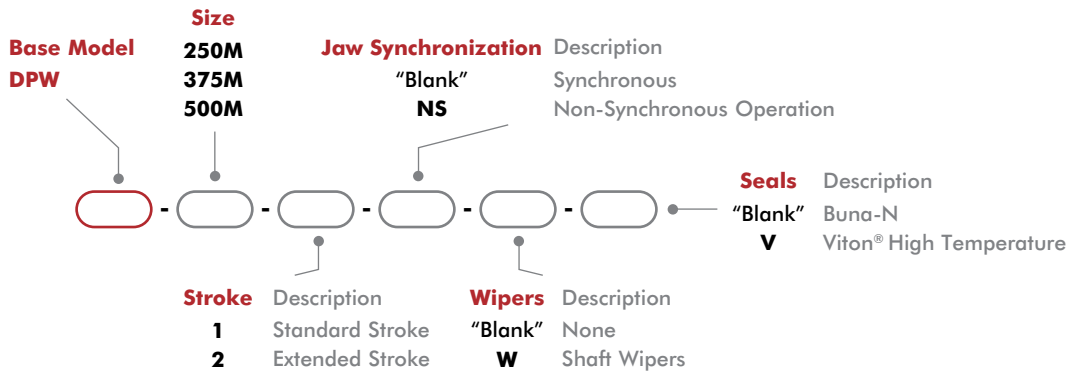 Size
Base Model 250M Jaw Synchronization Description
DPW 375M “Blank” Synchronous
500M NS Non-Synchronous Operation
- - - - -
Seals Description
“Blank” Buna-N
V Viton® High Temperature
Stroke Description Wipers Description
1 Standard Stroke “Blank” None
2 Extended Stroke W Shaft Wipers